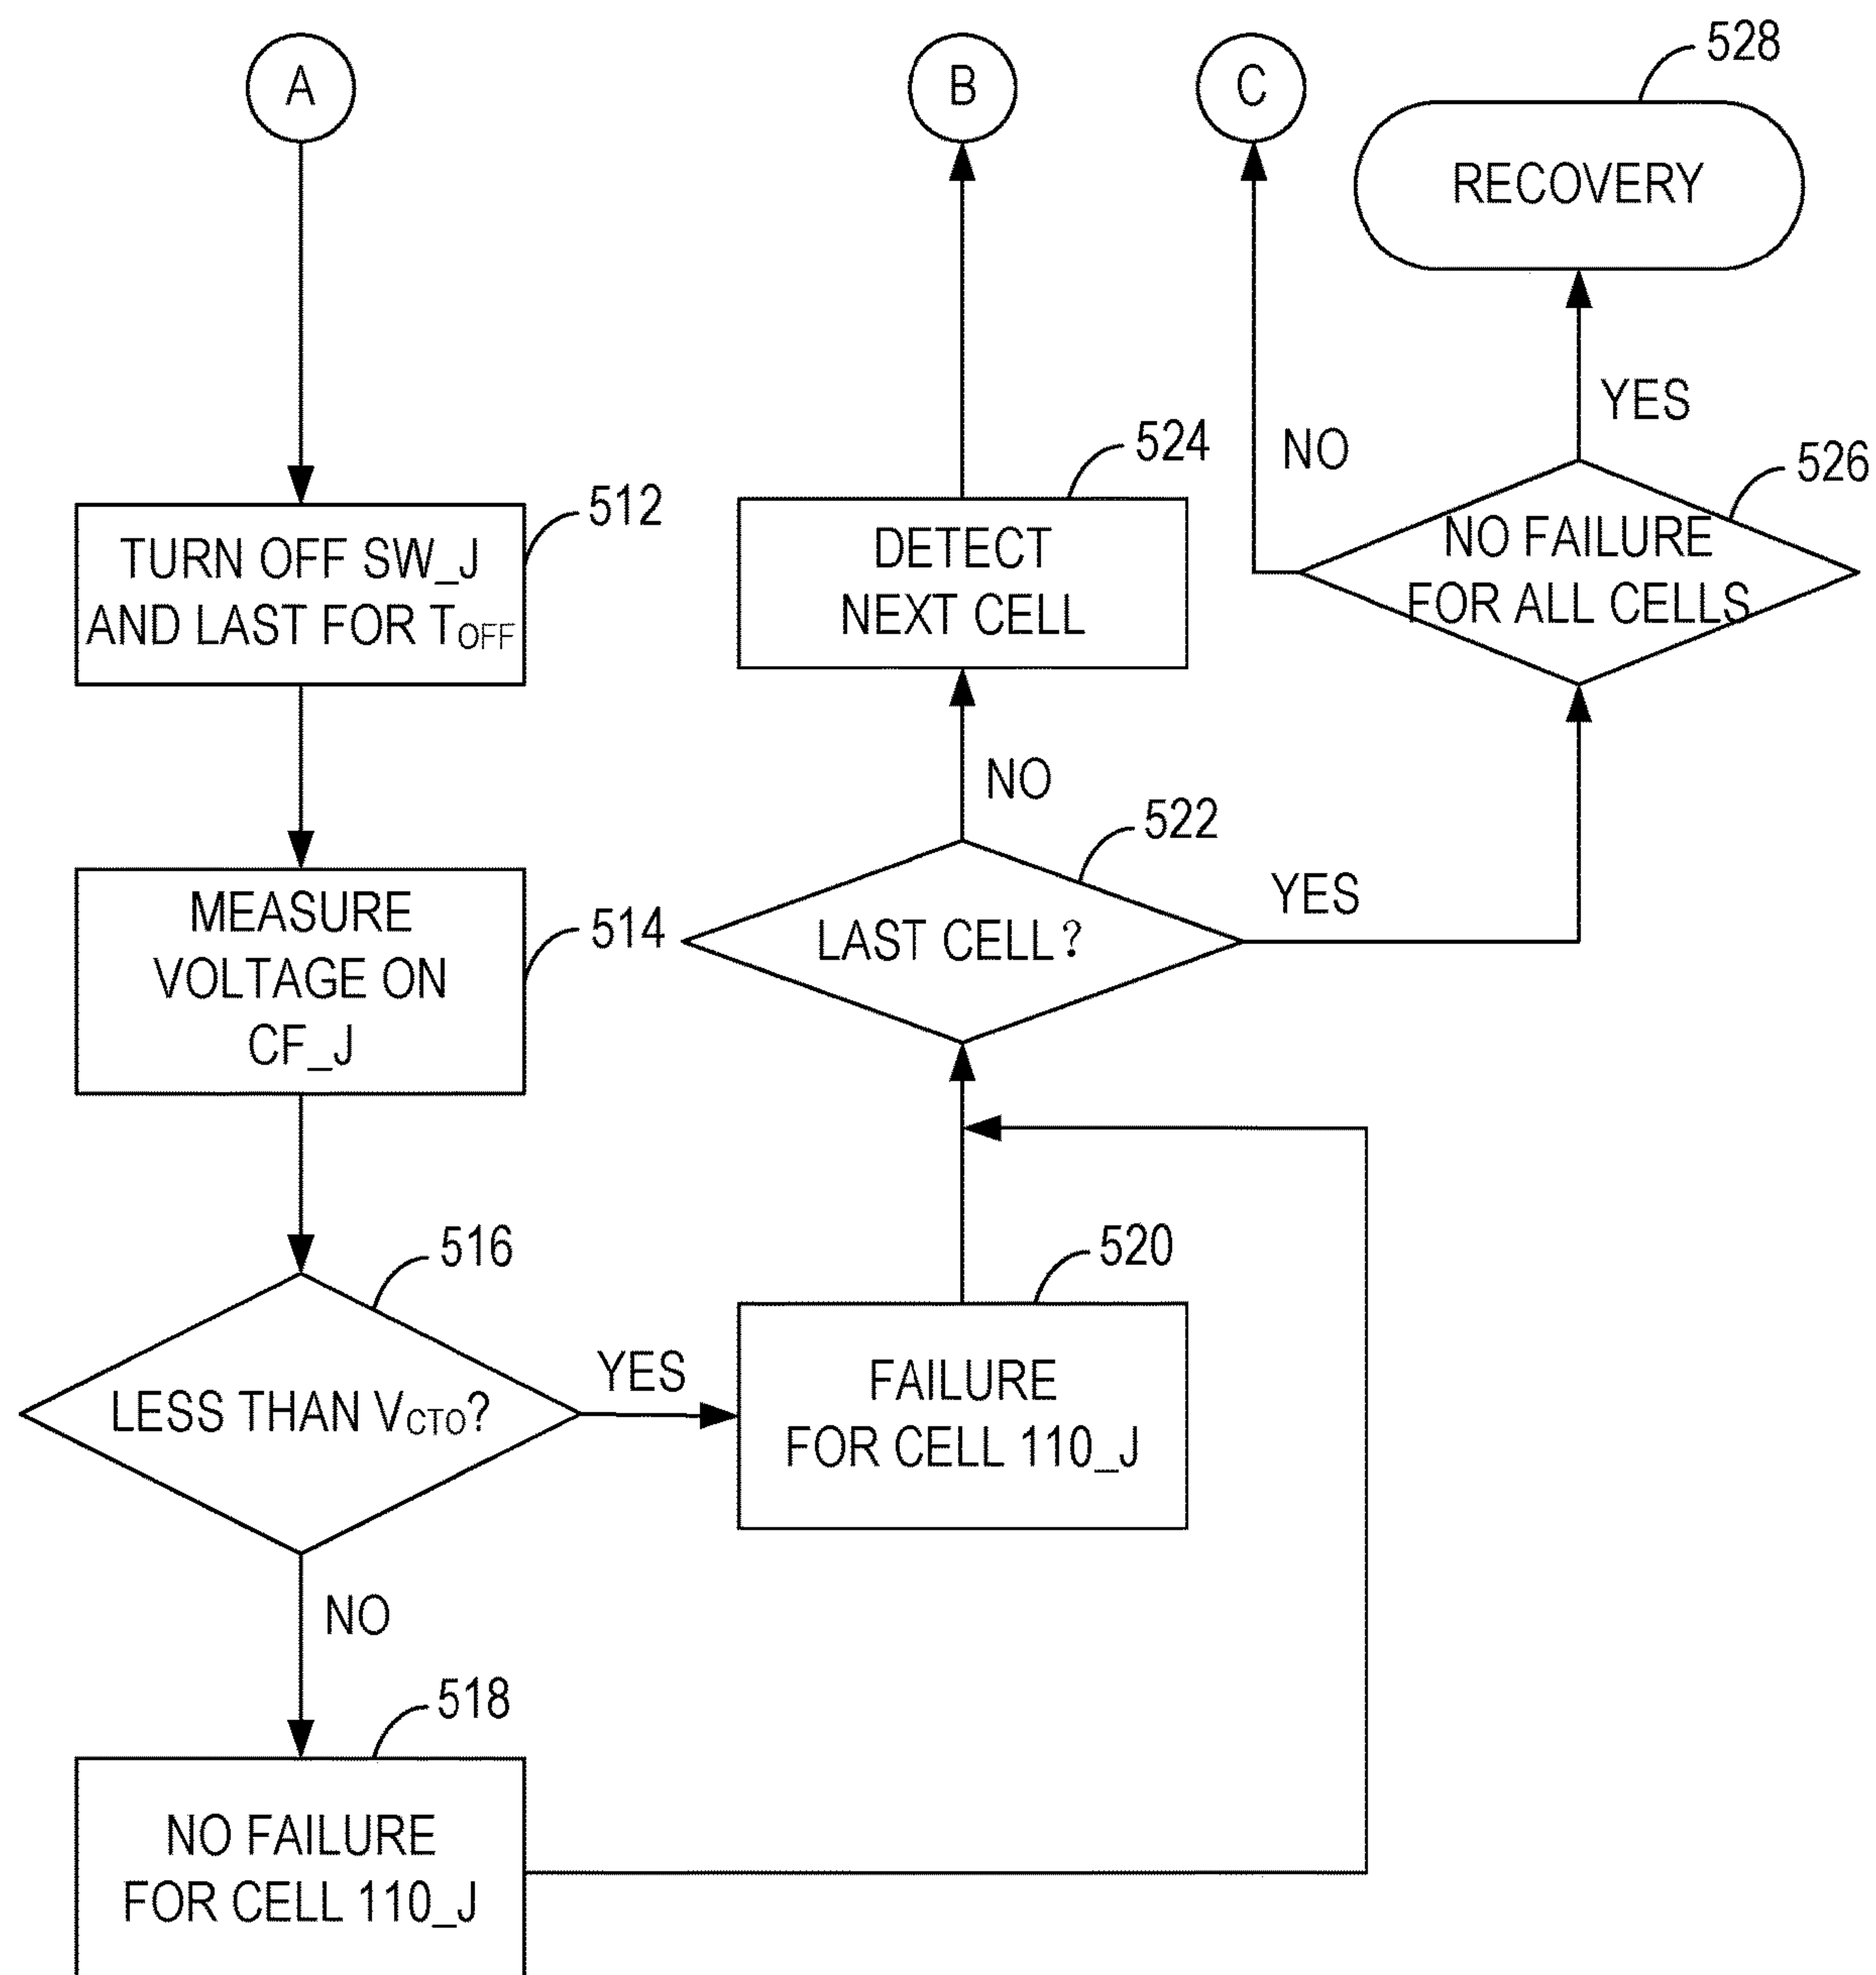 A
B
C
528
RECOVERY
YES
NO
526
NO FAILURE
FOR ALL CELLS
524
DETECT
NEXT CELL
512
TURN OFF SW_J
AND LAST FOR TOFF
NO
522
LAST CELL?
YES
MEASURE
VOLTAGE ON
CF_J
514
516
LESS THAN VCTO?
YES
520
FAILURE
FOR CELL 110_J
NO
518
NO FAILURE
FOR CELL 110_J